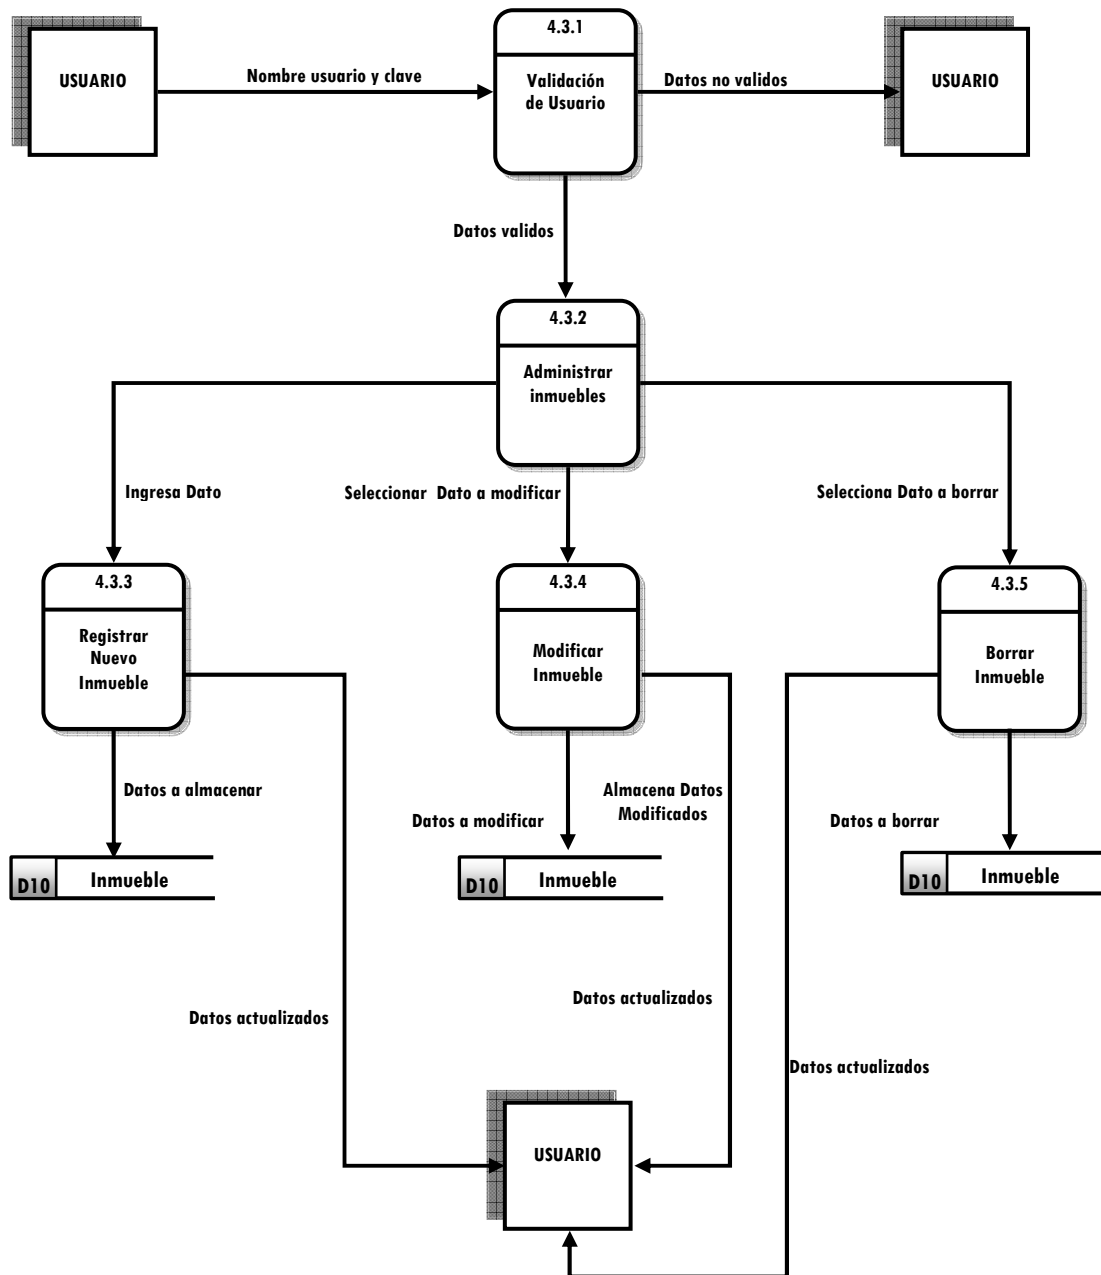 4.3.1
USUARIO
Nombre usuario y clave
Validación
de Usuario
Datos no validos
USUARIO
Datos validos
4.3.2
Administrar
inmuebles
Ingresa Dato
Seleccionar Dato a modificar
Selecciona Dato a borrar
4.3.3
Registrar
Nuevo
Inmueble
4.3.4
Modificar
Inmueble
4.3.5
Borrar
Inmueble
Datos a almacenar
Almacena Datos
Modificados
Datos a modificar
Datos a borrar
D10 Inmueble
D10 Inmueble
D10 Inmueble
Datos actualizados
Datos actualizados
Datos actualizados
USUARIO